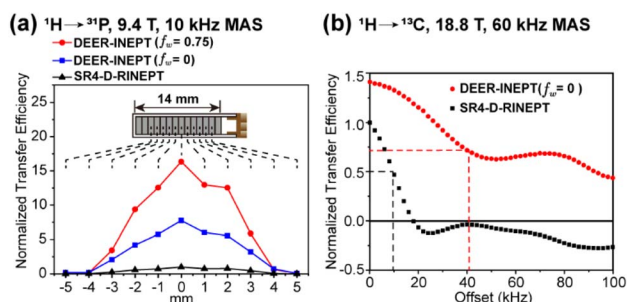 (a) ¹H→³¹P, 9.4 T, 10 kHz MAS
DEER-INEPT (f_w = 0.75)
DEER-INEPT (f_w = 0)
SR4-D-RINEPT
14 mm
Normalized Transfer Efficiency
25
20
15
10
5
0
-5 -4 -3 -2 -1 0 1 2 3 4 5
mm
(b) ¹H→¹³C, 18.8 T, 60 kHz MAS
DEER-INEPT(f_w = 0 )
SR4-D-RINEPT
Normalized Transfer Efficiency
1.5
1.0
0.5
-0.0
-0.5
0 20 40 60 80 100
Offset (kHz)